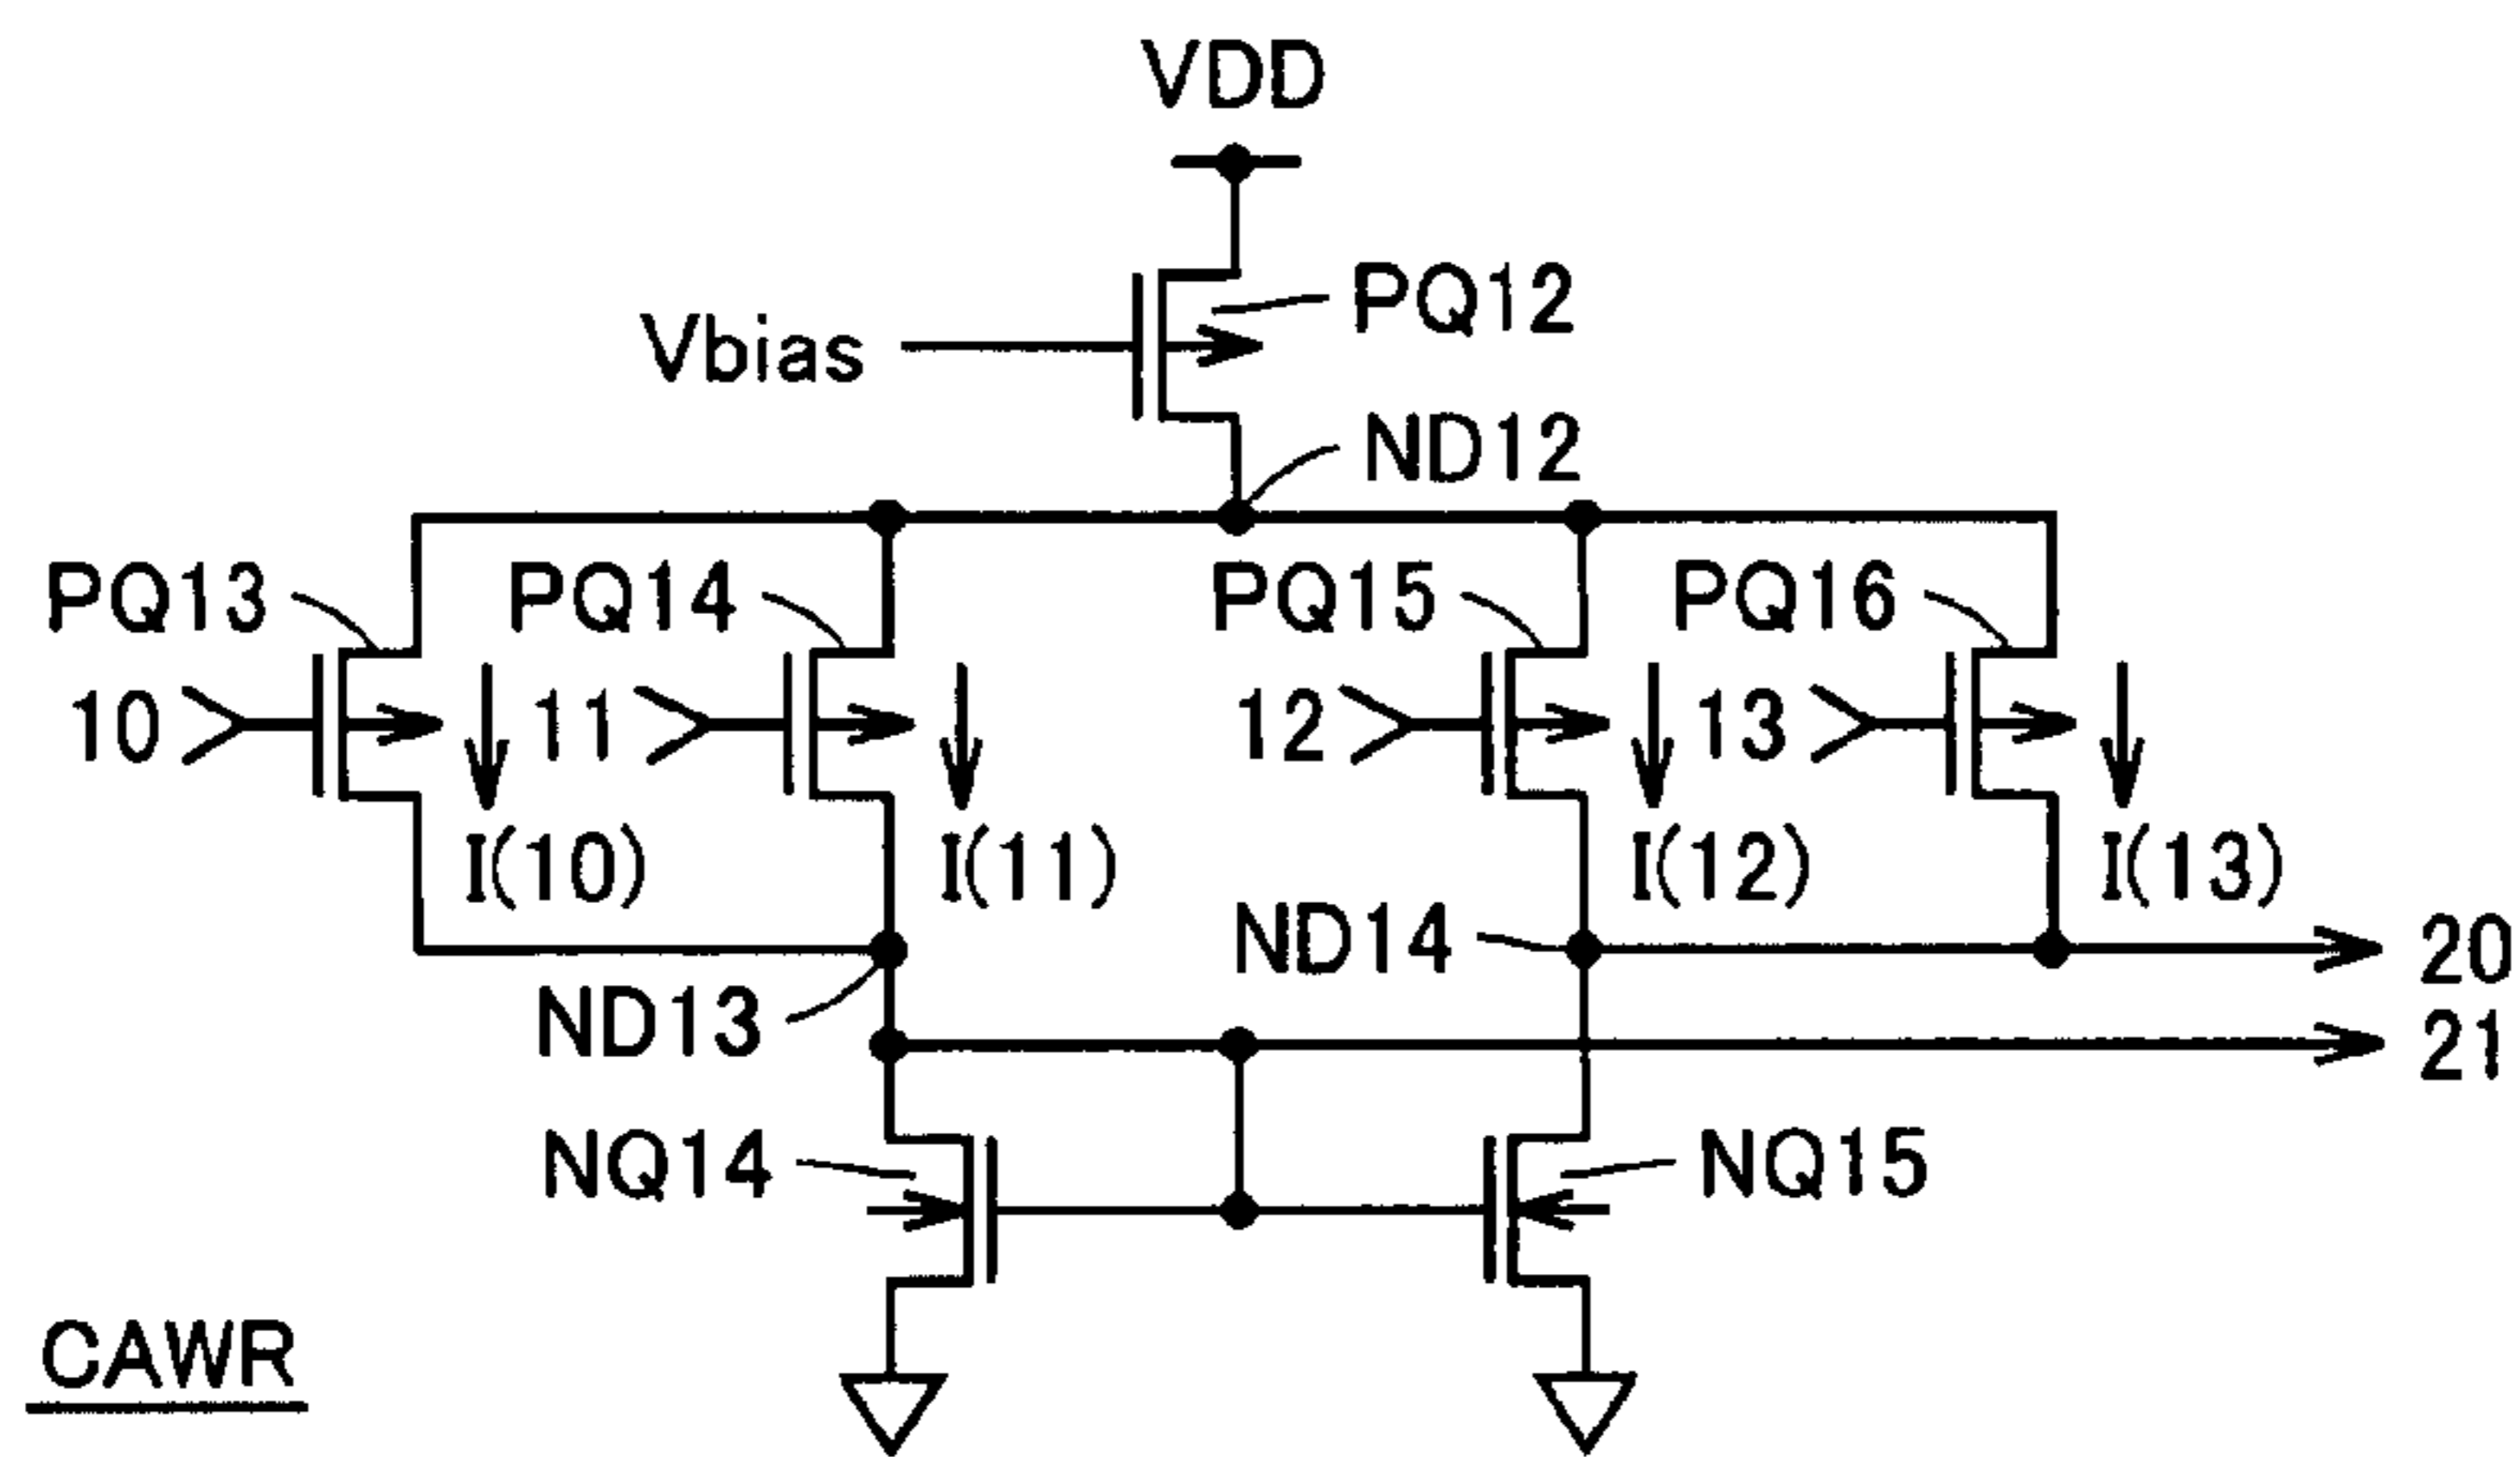 VDD
Vbias
PQ12
ND12
PQ13
PQ14
PQ15
PQ16
10
11
12
13
I(10)
I(11)
I(12)
I(13)
ND14
20
ND13
21
NQ14
NQ15
CAWR